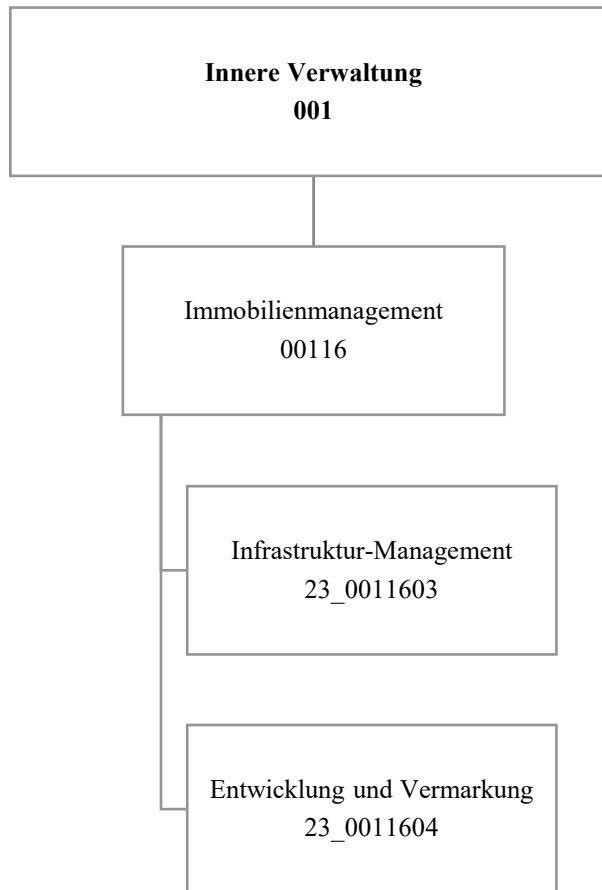 Innere Verwaltung
001
Immobilienmanagement
00116
Infrastruktur-Management
23_0011603
Entwicklung und Vermarkung
23_0011604